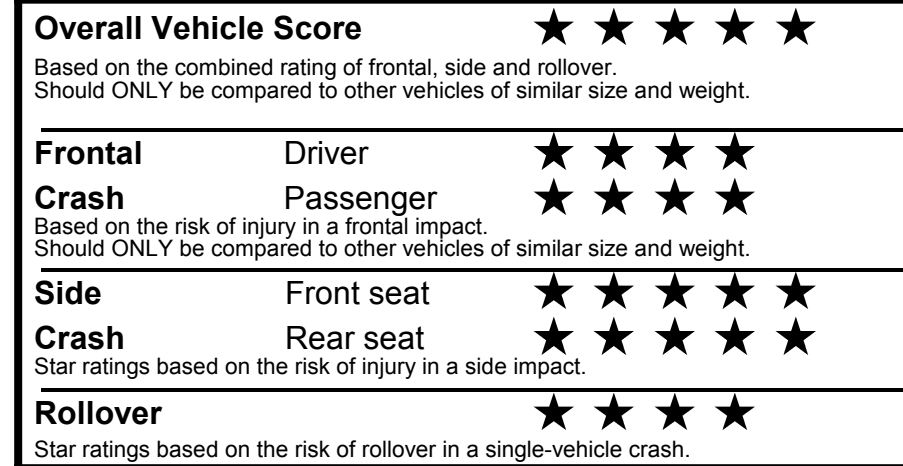 Overall Vehicle Score ★ ★ ★ ★ ★
Based on the combined rating of frontal, side and rollover.
Should ONLY be compared to other vehicles of similar size and weight.
Frontal Driver ★ ★ ★ ★
Crash Passenger ★ ★ ★ ★
Based on the risk of injury in a frontal impact.
Should ONLY be compared to other vehicles of similar size and weight.
Side Front seat ★ ★ ★ ★ ★
Crash Rear seat ★ ★ ★ ★ ★
Star ratings based on the risk of injury in a side impact.
Rollover ★ ★ ★ ★
Star ratings based on the risk of rollover in a single-vehicle crash.